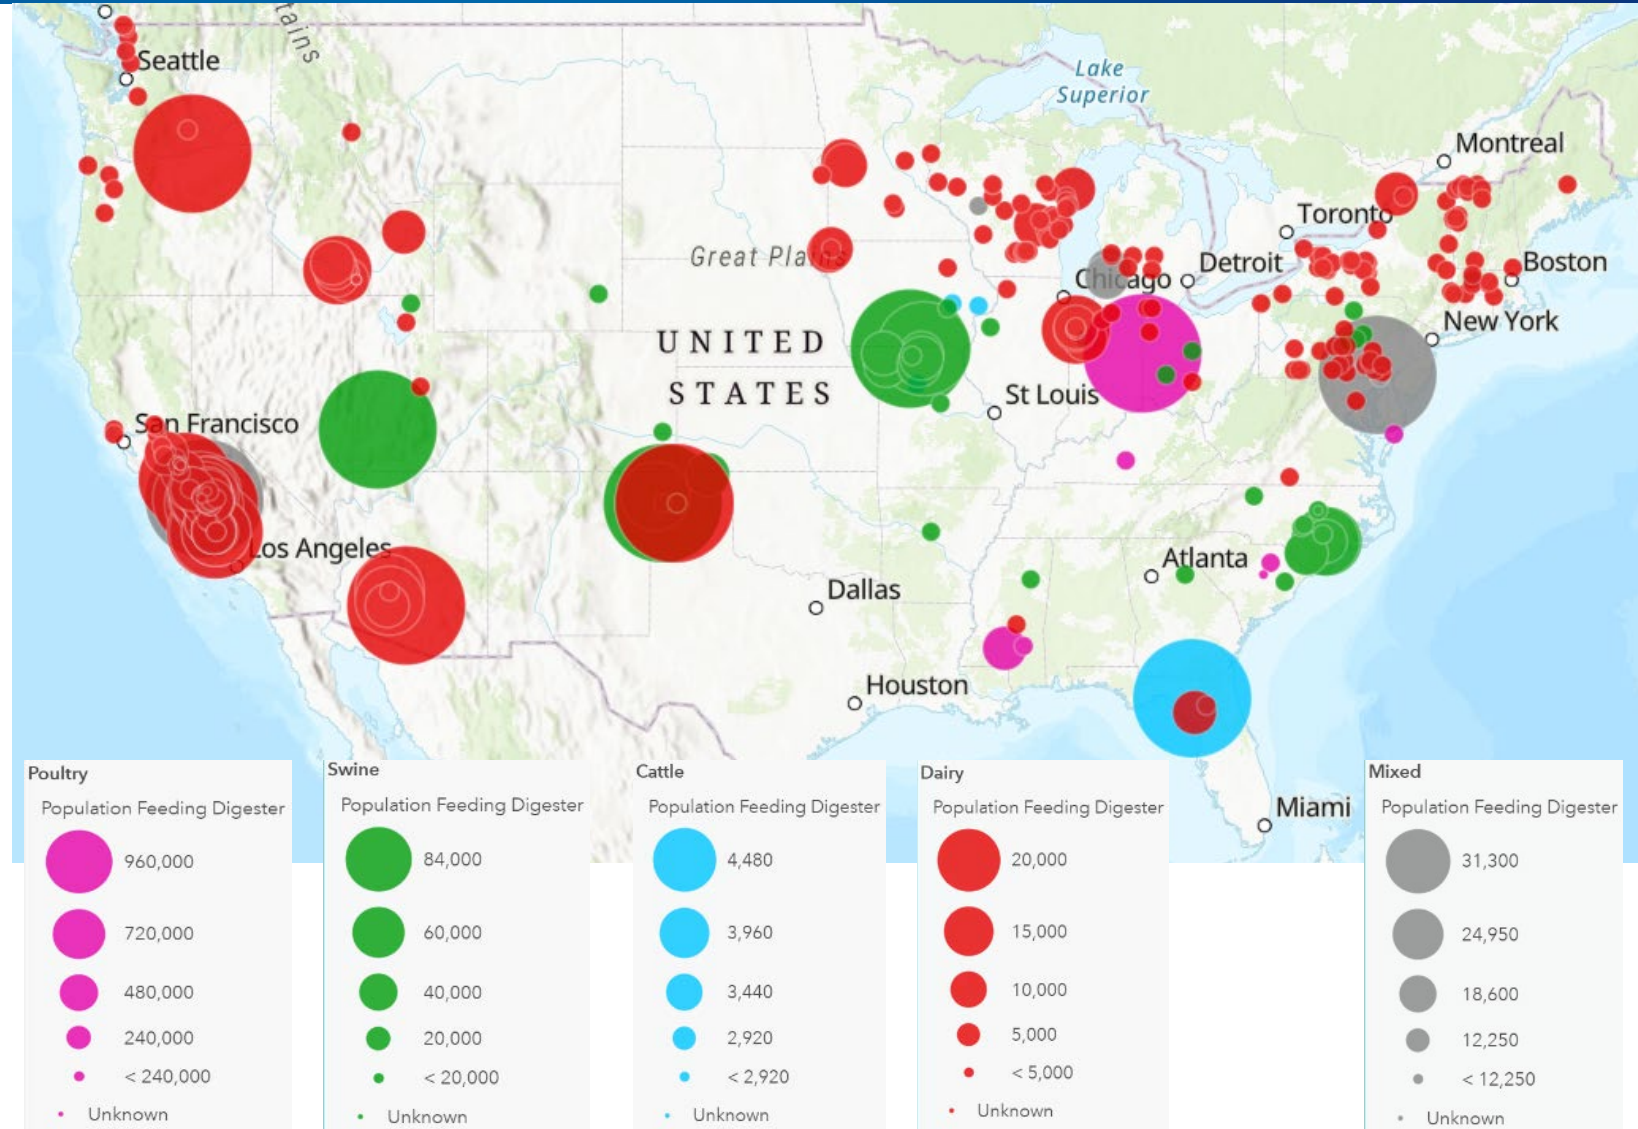 tains
Seattle
Lake
Superior
Montreal
Toronto
Great Plains
Chicago
Detroit
Boston
UNITED
STATES
New York
St Louis
San Francisco
Los Angeles
Atlanta
Dallas
Houston
Miami
Poultry
Population Feeding Digester
960,000
720,000
480,000
240,000
< 240,000
Unknown
Swine
Population Feeding Digester
84,000
60,000
40,000
20,000
< 20,000
Unknown
Cattle
Population Feeding Digester
4,480
3,960
3,440
2,920
< 2,920
Unknown
Dairy
Population Feeding Digester
20,000
15,000
10,000
5,000
< 5,000
Unknown
Mixed
Population Feeding Digester
31,300
24,950
18,600
12,250
< 12,250
Unknown